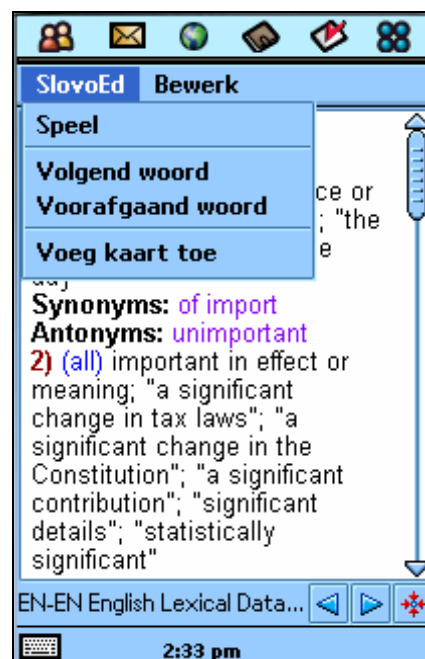 SlovoEd Bewerk
Speel
Volgend woord
Voorafgaand woord
Voeg kaart toe
ce or
; "the
e
Synonyms: of import
Antonyms: unimportant
2) (all) important in effect or
meaning; "a significant
change in tax laws"; "a
significant change in the
Constitution"; "a significant
contribution"; "significant
details"; "statistically
significant"
EN-EN English Lexical Data...
2:33 pm